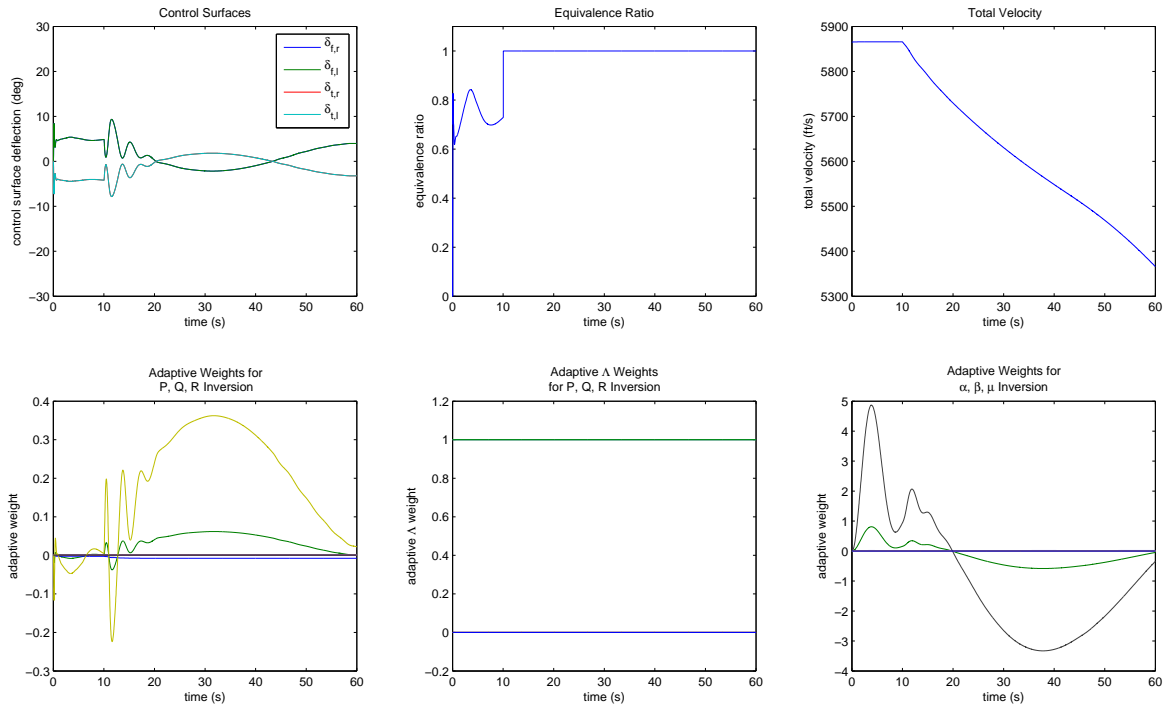 Control Surfaces
30
20
10
0
−10
−20
−30
control surface deflection (deg)
0 10 20 30 40 50 60
time (s)
δf,r
δf,l
δt,r
δt,l
Equivalence Ratio
1
0.8
0.6
0.4
0.2
0
equivalence ratio
0 10 20 30 40 50 60
time (s)
Total Velocity
5900
5800
5700
5600
5500
5400
5300
total velocity (ft/s)
0 10 20 30 40 50 60
time (s)
Adaptive Weights for
P, Q, R Inversion
0.4
0.3
0.2
0.1
0
−0.1
−0.2
−0.3
adaptive weight
0 10 20 30 40 50 60
time (s)
Adaptive Λ Weights
for P, Q, R Inversion
1.2
1
0.8
0.6
0.4
0.2
0
−0.2
adaptive Λ weight
0 10 20 30 40 50 60
time (s)
Adaptive Weights for
α, β, μ Inversion
5
4
3
2
1
0
−1
−2
−3
−4
adaptive weight
0 10 20 30 40 50 60
time (s)